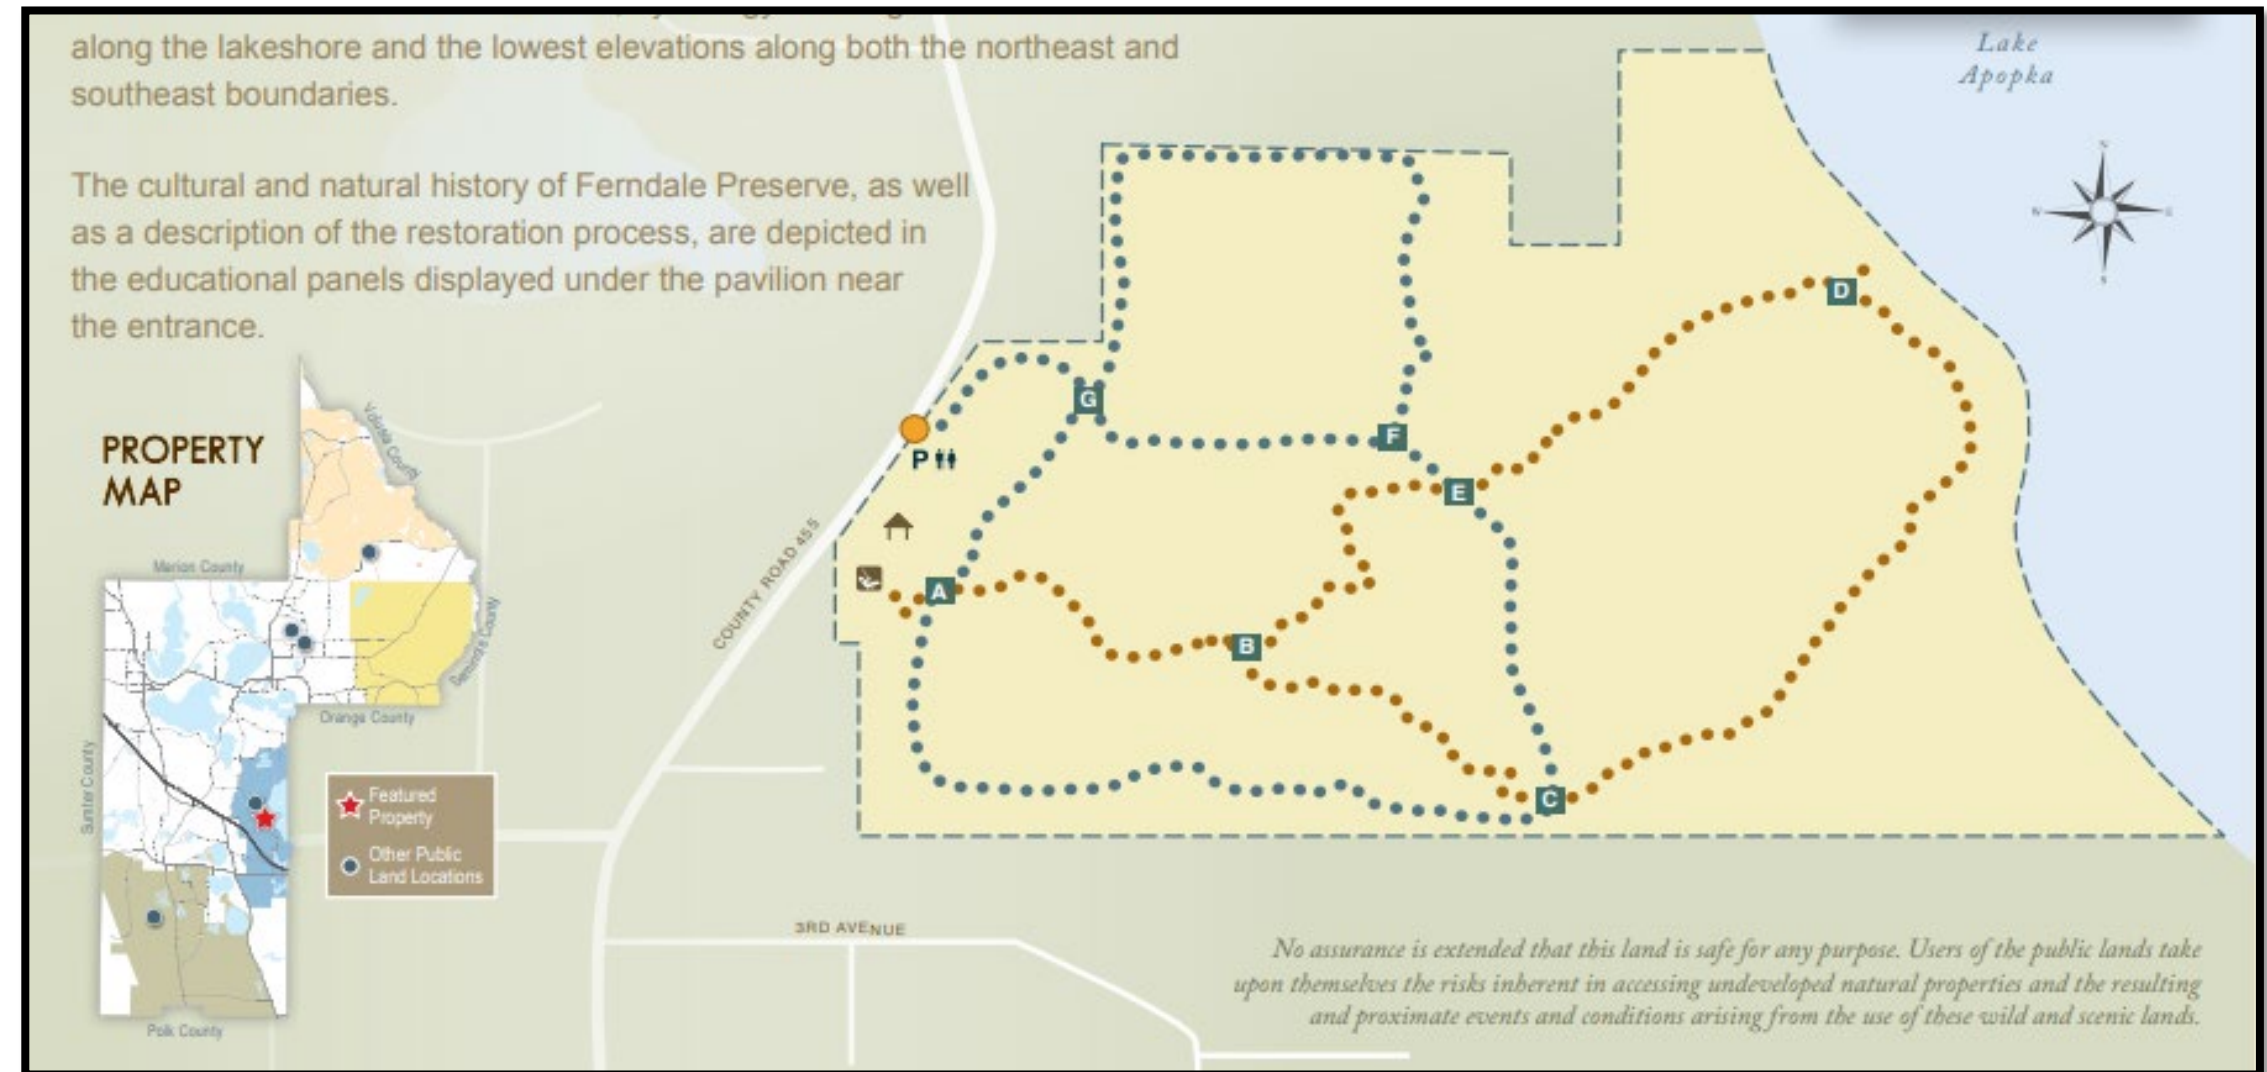 along the lakeshore and the lowest elevations along both the northeast and
southeast boundaries.
The cultural and natural history of Ferndale Preserve, as well
as a description of the restoration process, are depicted in
the educational panels displayed under the pavilion near
the entrance.
PROPERTY
MAP
Volusia County
Marion County
Seminole County
Orange County
Sumter County
Polk County
Featured
Property
Other Public
Land Locations
COUNTY ROAD 455
3RD AVENUE
P
Lake
Apopka
N
W
E
S
G
D
F
E
A
B
C
No assurance is extended that this land is safe for any purpose. Users of the public lands take
upon themselves the risks inherent in accessing undeveloped natural properties and the resulting
and proximate events and conditions arising from the use of these wild and scenic lands.